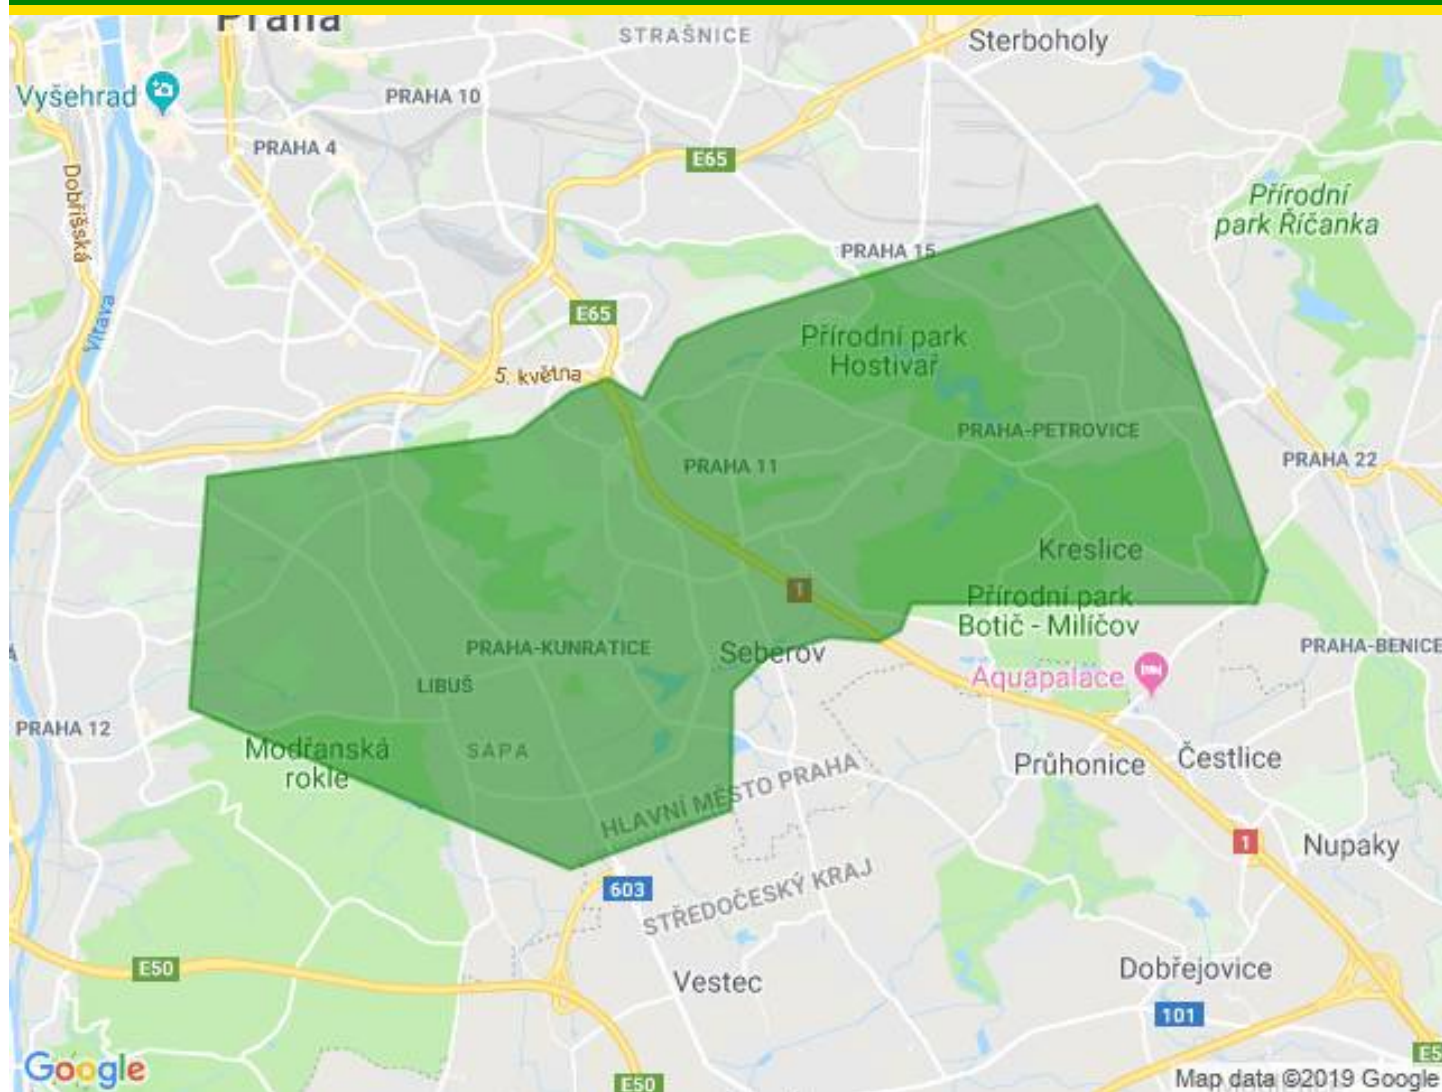 Praha
STRAŠNICE
Sterboholy
Vyšehrad
PRAHA 10
PRAHA 4
E65
Dobříšská
Přírodní
park Říčanka
PRAHA 15
Vltava
E65
Přírodní park
Hostivař
5. května
PRAHA-PETROVICE
PRAHA 11
PRAHA 22
Kreslice
1
Přírodní park
Botič - Milíčov
PRAHA-KUNRATICE
Seberov
PRAHA-BENICE
Aquapalace
LIBUŠ
PRAHA 12
Modřanská
rokle
SAPA
Průhonice
Čestlice
HLAVNÍ MĚSTO PRAHA
1
Nupaky
603
STŘEDOČESKÝ KRAJ
E50
Vestec
Dobřejovice
101
Google
E50
E5
Map data ©2019 Google